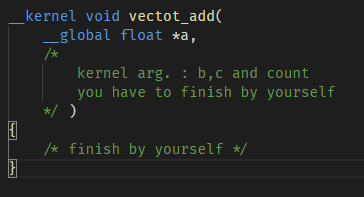 __kernel void vectot_add(
__global float *a,
/*
kernel arg. : b,c and count
you have to finish by yourself
*/ )
{
/* finish by yourself */
}